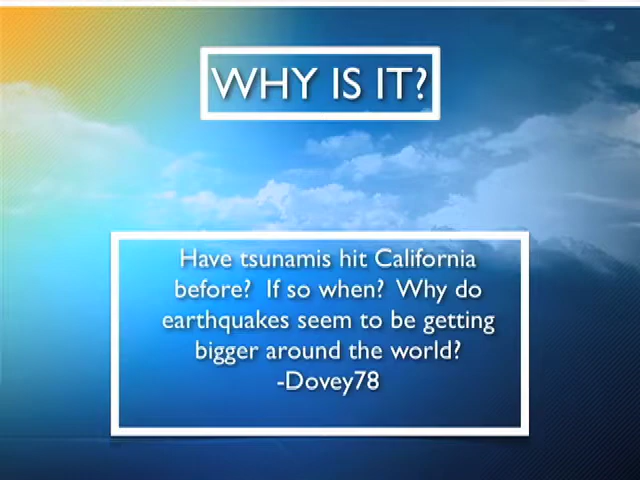 WHY IS IT?
Have tsunamis hit California
before? If so when? Why do
earthquakes seem to be getting
bigger around the world?
-Dovey78